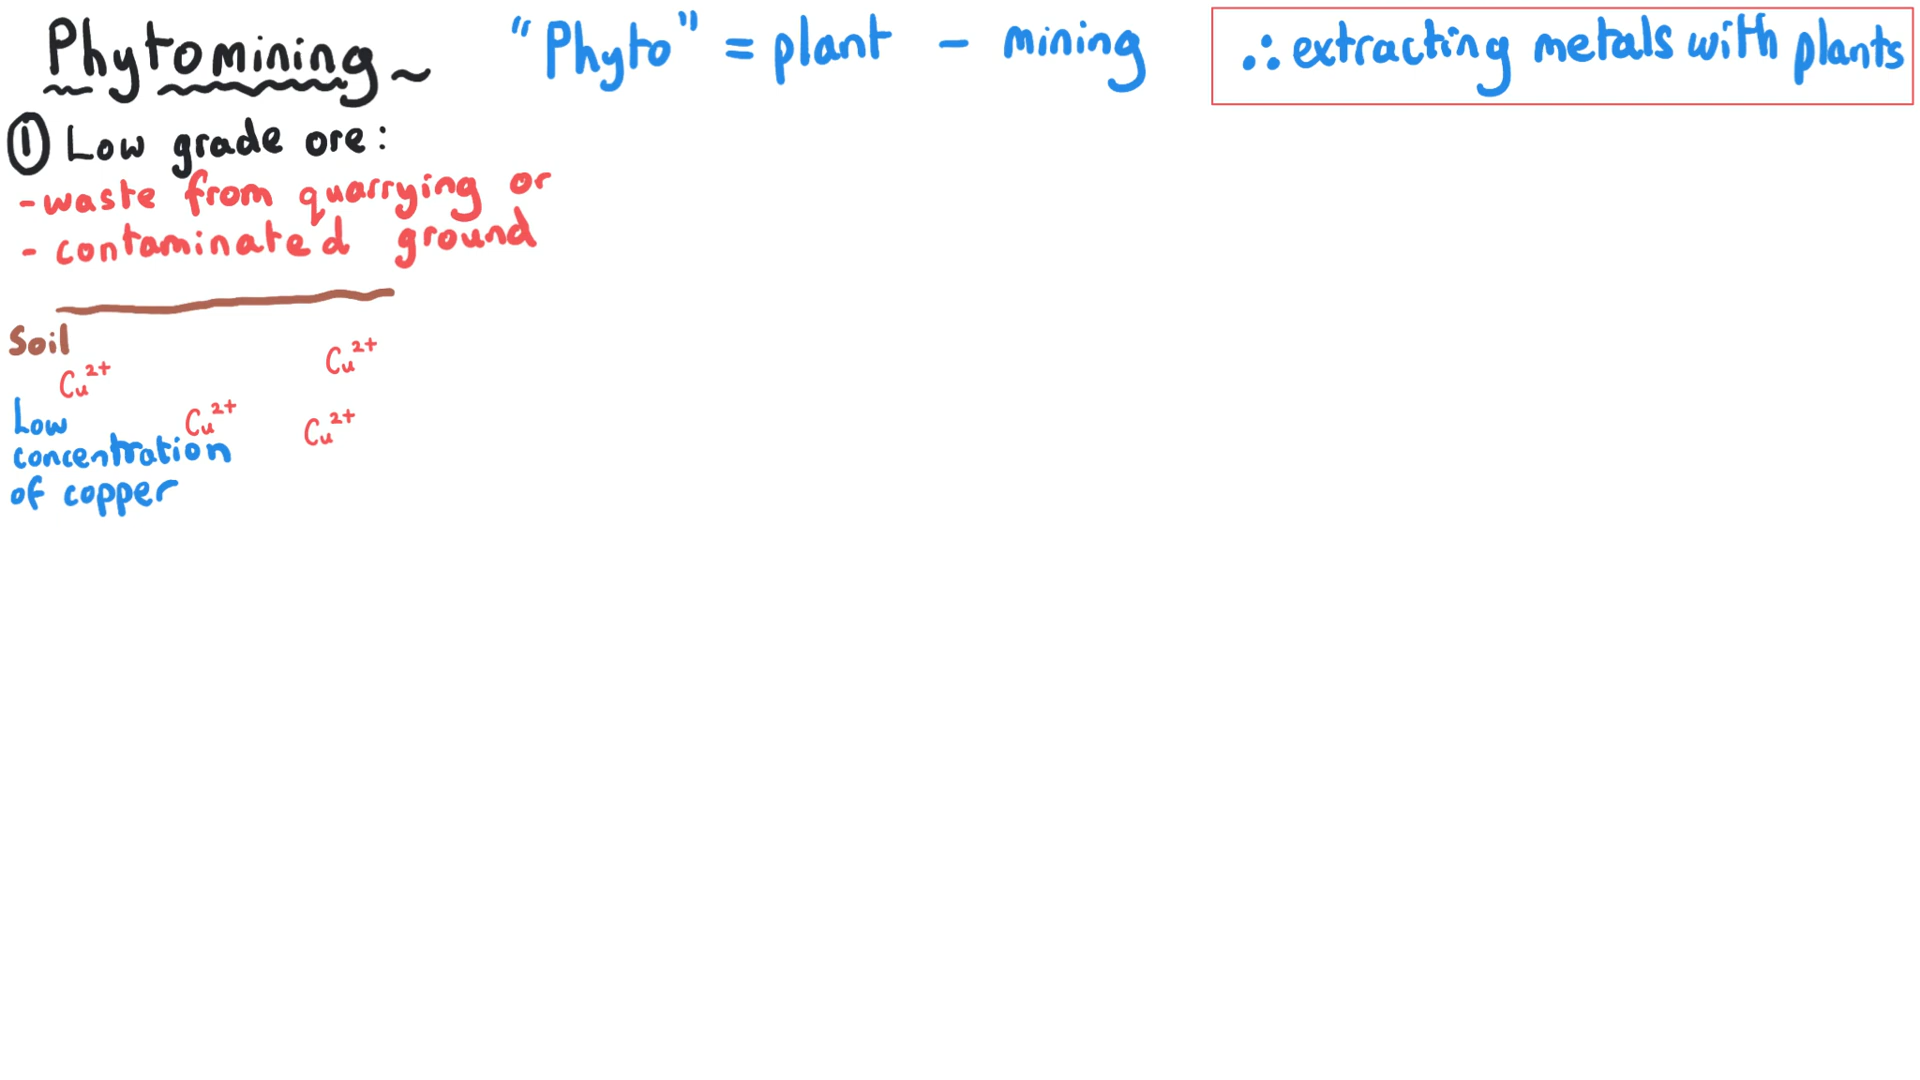 Phytomining ~ "Phyto" = plant - mining ∴ extracting metals with plants
① Low grade ore:
- waste from quarrying or
- contaminated ground
Soil
Cu²⁺
Cu²⁺
Cu²⁺
Cu²⁺
Low
concentration
of copper